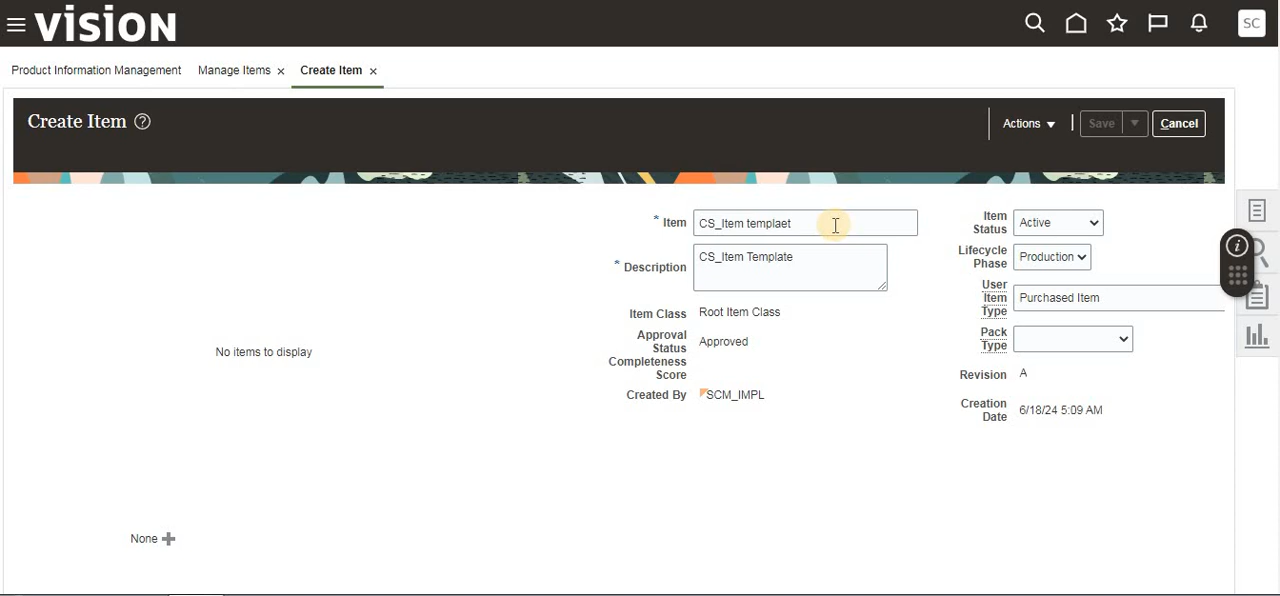 vision
SC
Product Information Management Manage Items × Create Item ×
Create Item ?
Actions Save Cancel
* Item CS_Item templaet
* Description CS_Item Template
Item Class Root Item Class
Approval Status Approved
Completeness Score
Created By SCM_IMPL
Item Status Active
Lifecycle Phase Production
User Item Type Purchased Item
Pack Type
Revision A
Creation Date 6/18/24 5:09 AM
No items to display
None